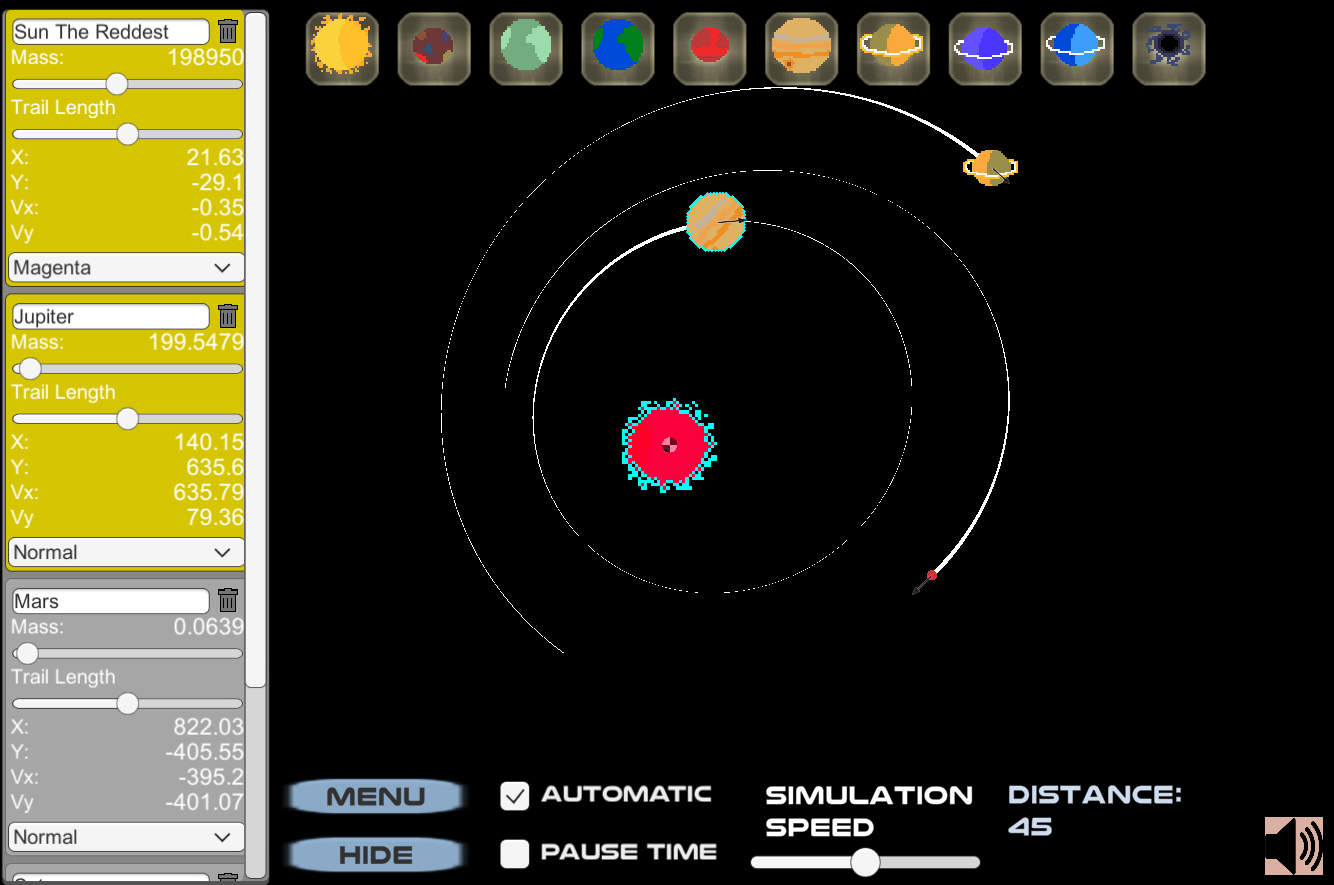 Sun The Reddest
Mass: 198950
Trail Length
X: 21.63
Y: -29.1
Vx: -0.35
Vy -0.54
Magenta
Jupiter
Mass: 199.5479
Trail Length
X: 140.15
Y: 635.6
Vx: 635.79
Vy 79.36
Normal
Mars
Mass: 0.0639
Trail Length
X: 822.03
Y: -405.55
Vx: -395.2
Vy -401.07
Normal
MENU
HIDE
AUTOMATIC
PAUSE TIME
SIMULATION
SPEED
DISTANCE:
45